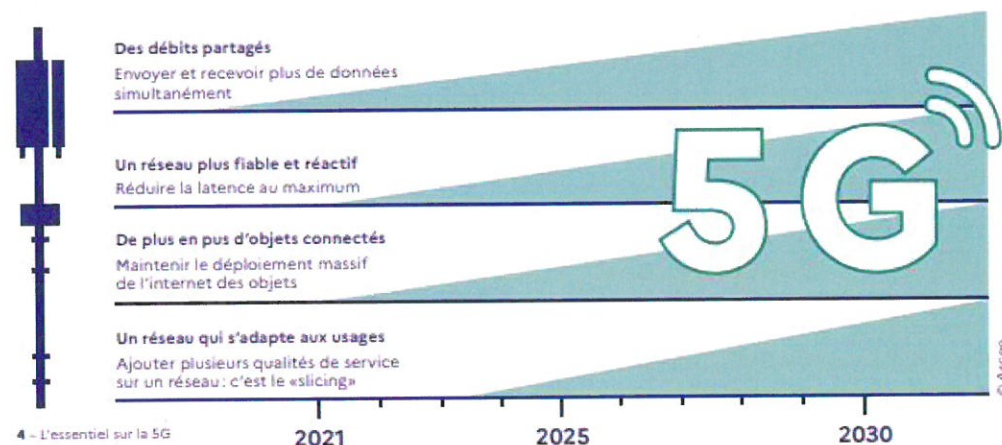 Des débits partagés
Envoyer et recevoir plus de données
simultanément
Un réseau plus fiable et réactif
Réduire la latence au maximum
5G
De plus en pus d'objets connectés
Maintenir le déploiement massif
de l'internet des objets
Un réseau qui s'adapte aux usages
Ajouter plusieurs qualités de service
sur un réseau : c'est le «slicing»
4 – L'essentiel sur la 5G
2021
2025
2030